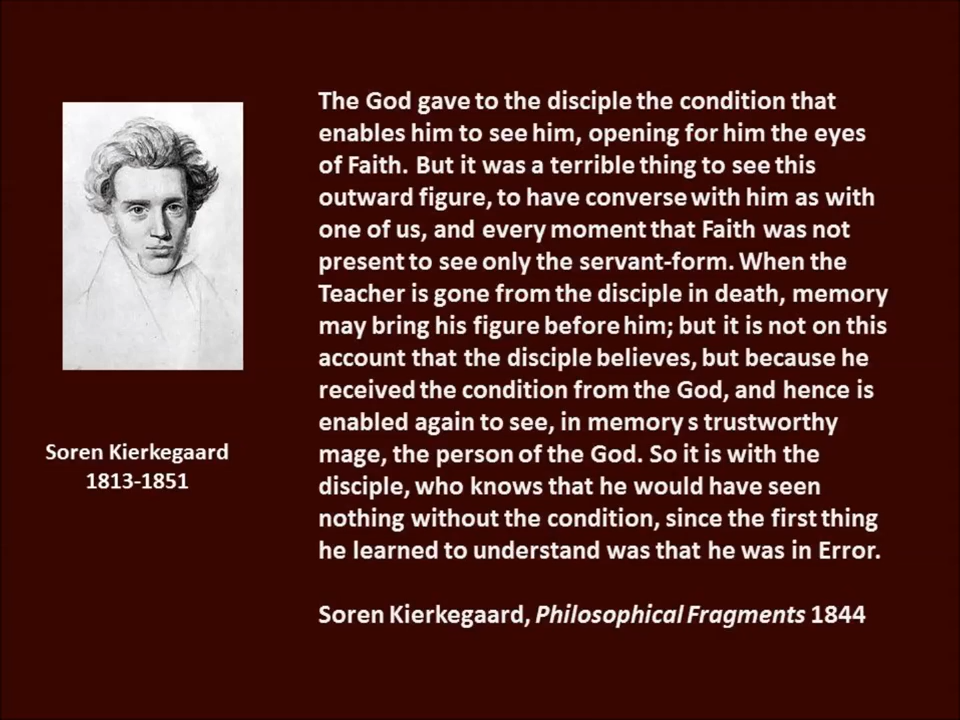 The God gave to the disciple the condition that
enables him to see him, opening for him the eyes
of Faith. But it was a terrible thing to see this
outward figure, to have converse with him as with
one of us, and every moment that Faith was not
present to see only the servant-form. When the
Teacher is gone from the disciple in death, memory
may bring his figure before him; but it is not on this
account that the disciple believes, but because he
received the condition from the God, and hence is
enabled again to see, in memory s trustworthy
mage, the person of the God. So it is with the
disciple, who knows that he would have seen
nothing without the condition, since the first thing
he learned to understand was that he was in Error.
Soren Kierkegaard, Philosophical Fragments 1844
Soren Kierkegaard
1813-1851